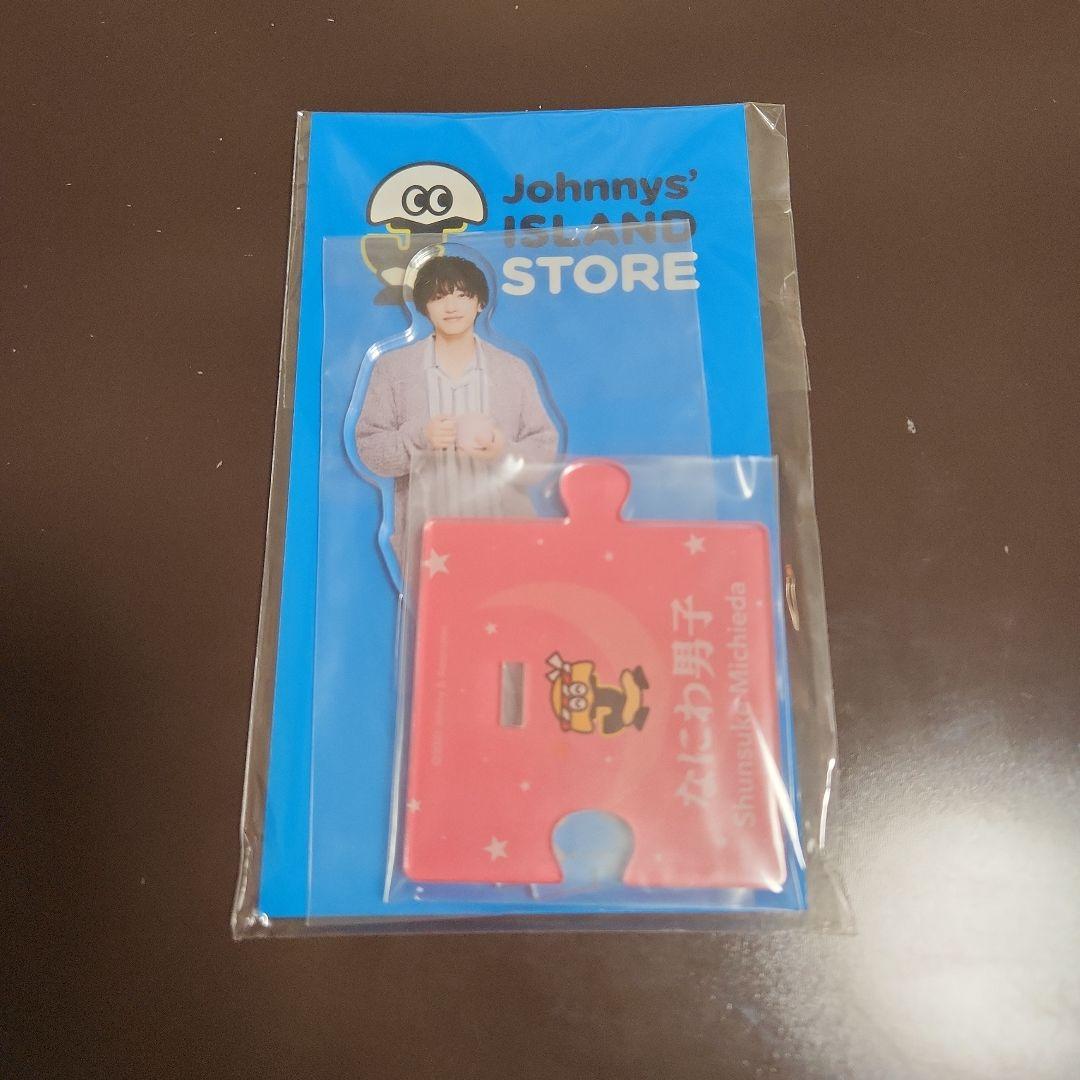 Johnnys'
ISLAND
STORE
なにわ男子
Shunsuke Michieda